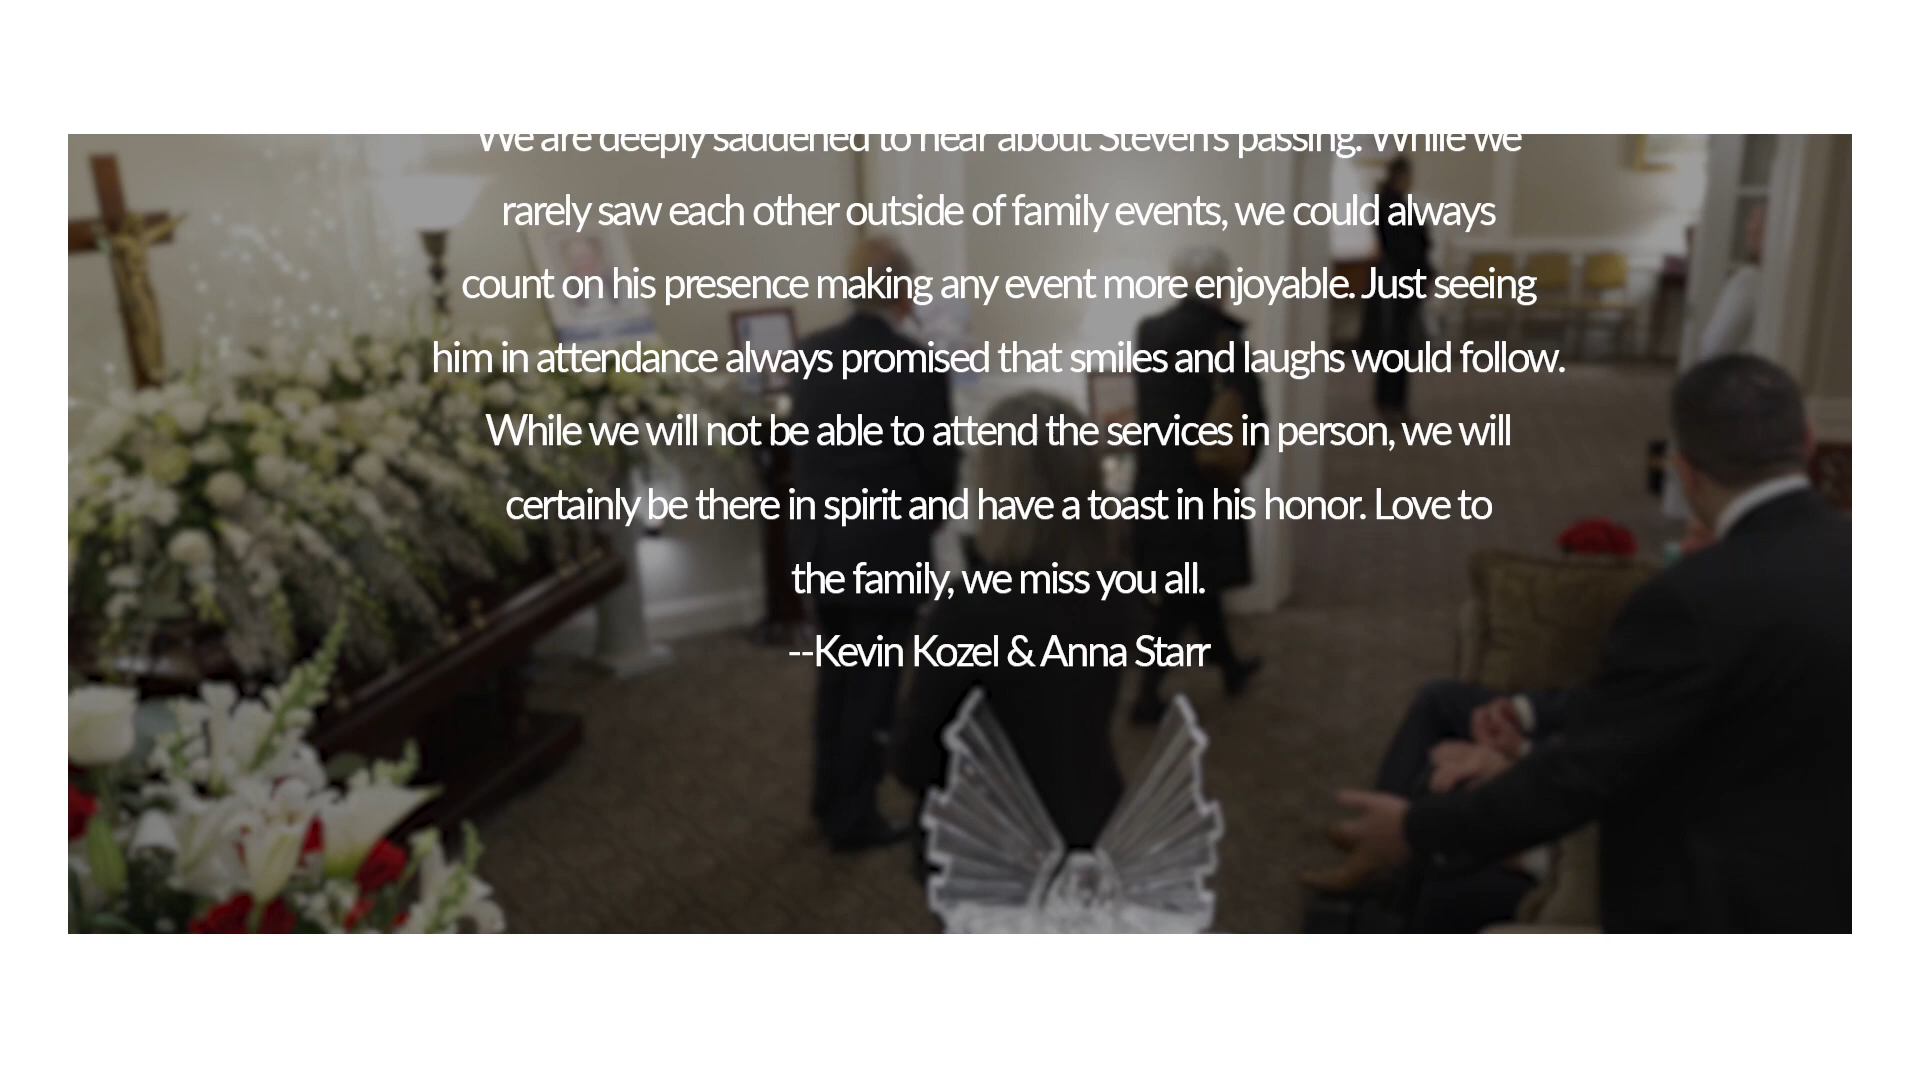 We are deeply saddened to hear about Steven's passing. While we
rarely saw each other outside of family events, we could always
count on his presence making any event more enjoyable. Just seeing
him in attendance always promised that smiles and laughs would follow.
While we will not be able to attend the services in person, we will
certainly be there in spirit and have a toast in his honor. Love to
the family, we miss you all.
--Kevin Kozel & Anna Starr